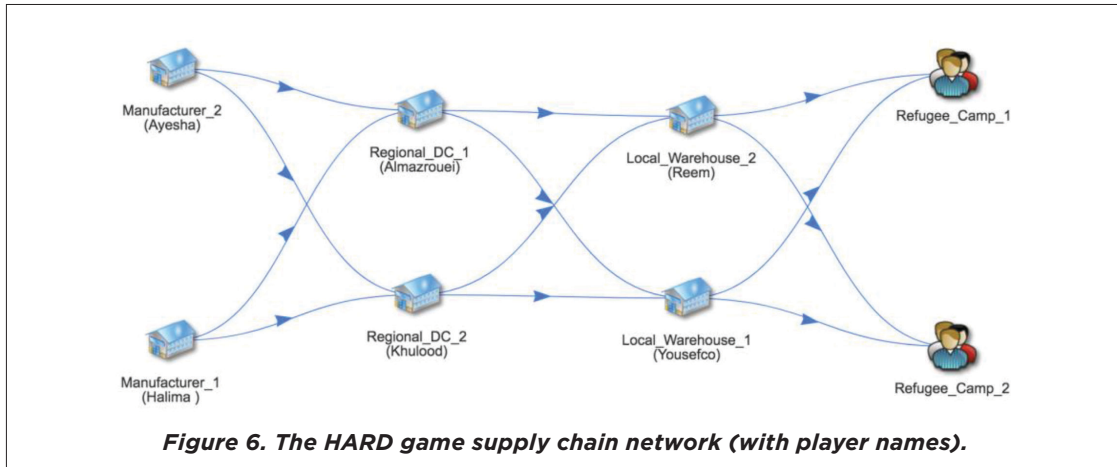 Manufacturer_2
(Ayesha)
Regional_DC_1
(Almazrouei)
Local_Warehouse_2
(Reem)
Refugee_Camp_1
Manufacturer_1
(Halima )
Regional_DC_2
(Khulood)
Local_Warehouse_1
(Yousefco)
Refugee_Camp_2
Figure 6. The HARD game supply chain network (with player names).